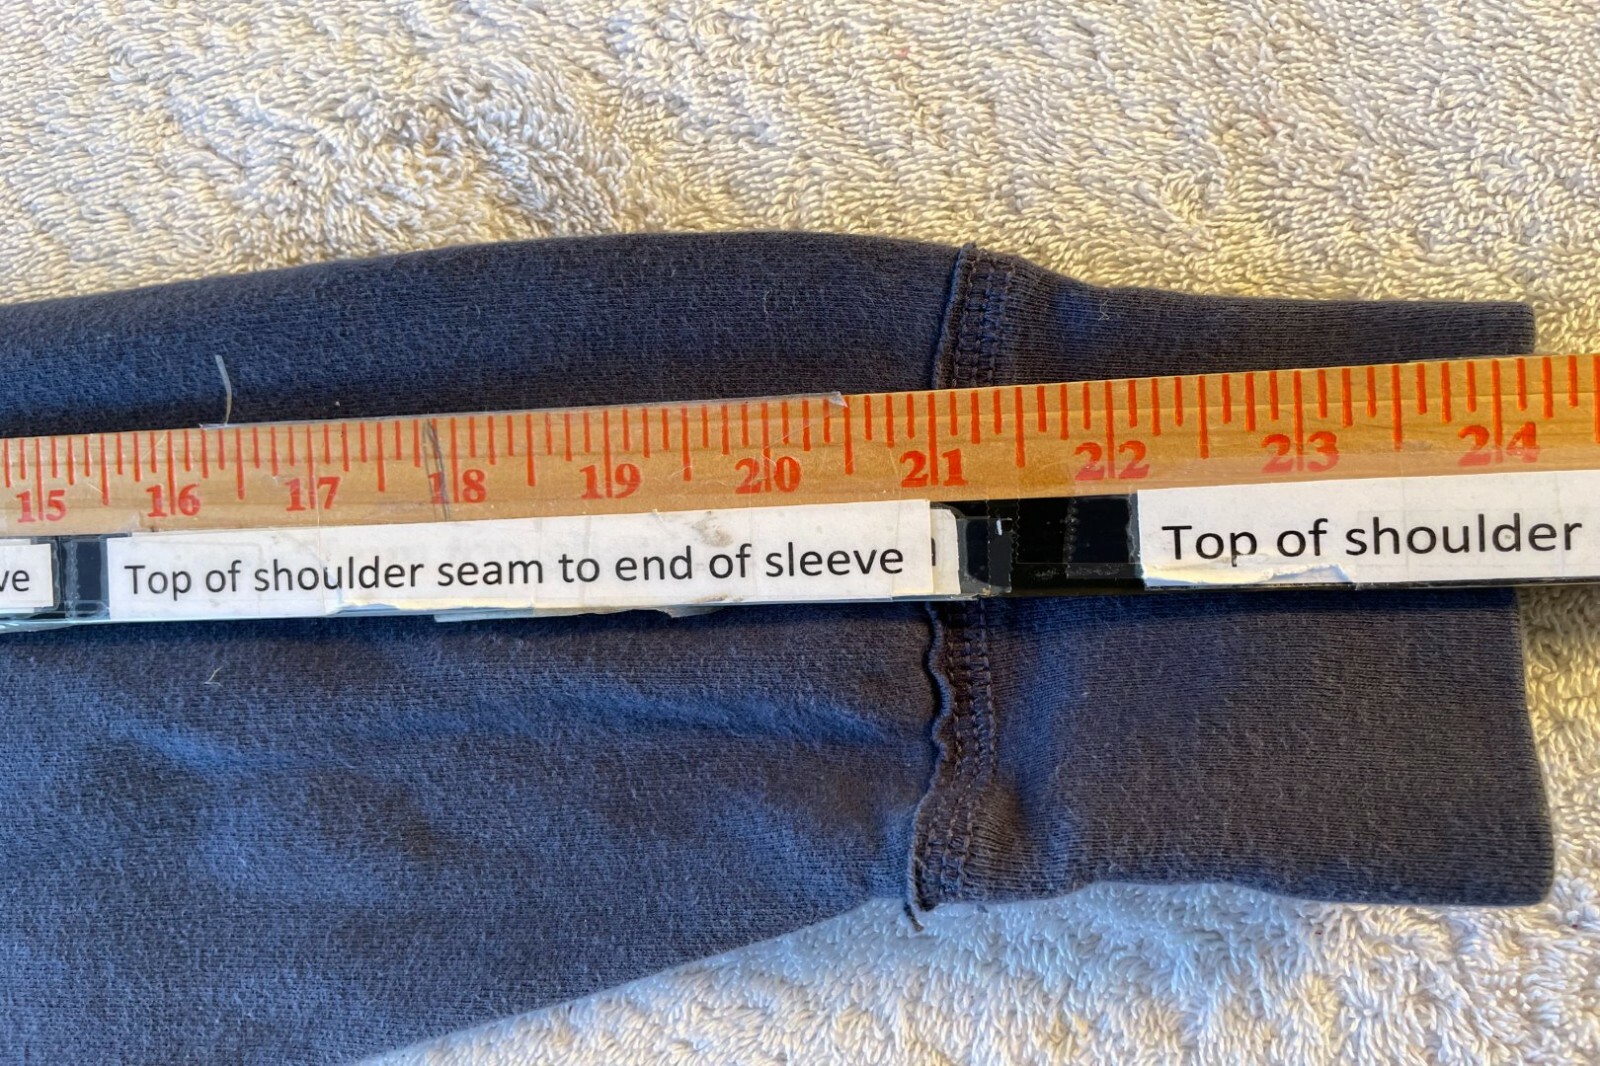 15 16 17 18 19 20 21 22 23 24
ve Top of shoulder seam to end of sleeve Top of shoulder